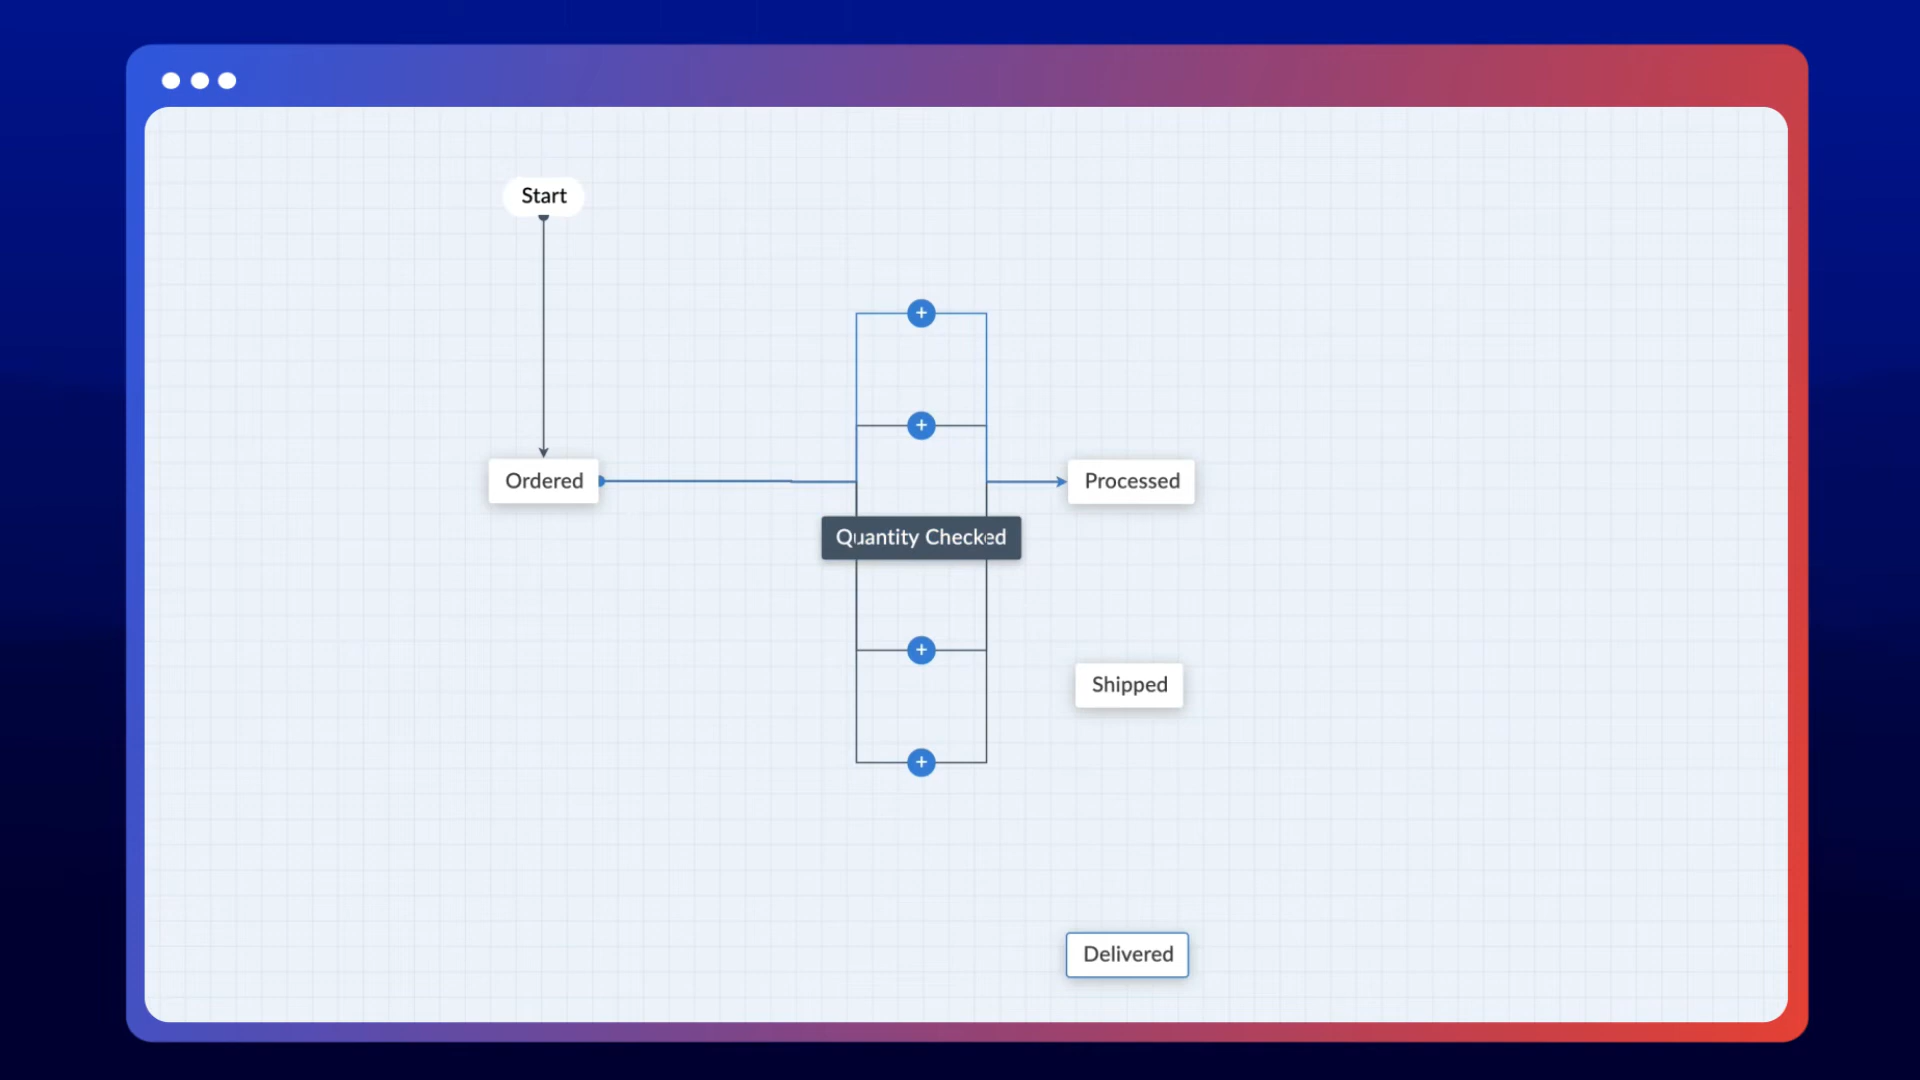 Start
+
+
Ordered
Processed
Quantity Checked
+
Shipped
+
Delivered